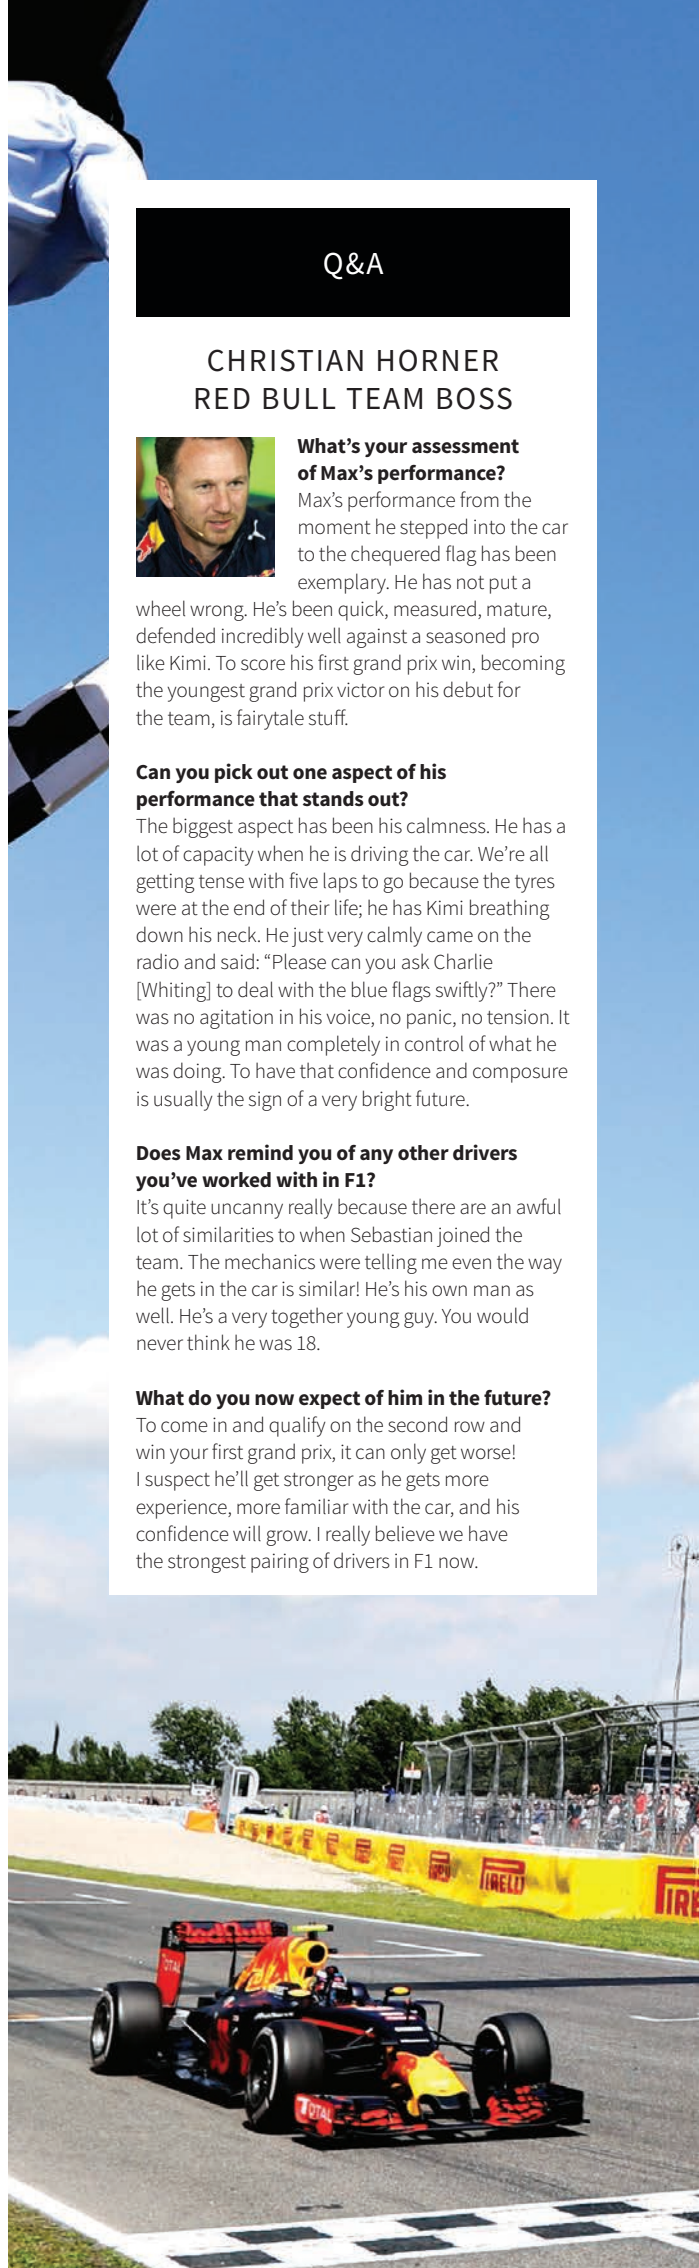 Q&A
CHRISTIAN HORNER
RED BULL TEAM BOSS
What’s your assessment
of Max’s performance?
Max’s performance from the
moment he stepped into the car
to the chequered flag has been
exemplary. He has not put a
wheel wrong. He’s been quick, measured, mature,
defended incredibly well against a seasoned pro
like Kimi. To score his first grand prix win, becoming
the youngest grand prix victor on his debut for
the team, is fairytale stuff.
Can you pick out one aspect of his
performance that stands out?
The biggest aspect has been his calmness. He has a
lot of capacity when he is driving the car. We’re all
getting tense with five laps to go because the tyres
were at the end of their life; he has Kimi breathing
down his neck. He just very calmly came on the
radio and said: “Please can you ask Charlie
[Whiting] to deal with the blue flags swiftly?” There
was no agitation in his voice, no panic, no tension. It
was a young man completely in control of what he
was doing. To have that confidence and composure
is usually the sign of a very bright future.
Does Max remind you of any other drivers
you’ve worked with in F1?
It’s quite uncanny really because there are an awful
lot of similarities to when Sebastian joined the
team. The mechanics were telling me even the way
he gets in the car is similar! He’s his own man as
well. He’s a very together young guy. You would
never think he was 18.
What do you now expect of him in the future?
To come in and qualify on the second row and
win your first grand prix, it can only get worse!
I suspect he’ll get stronger as he gets more
experience, more familiar with the car, and his
confidence will grow. I really believe we have
the strongest pairing of drivers in F1 now.
PIRELLI
PIRE
TOTAL
TOTAL